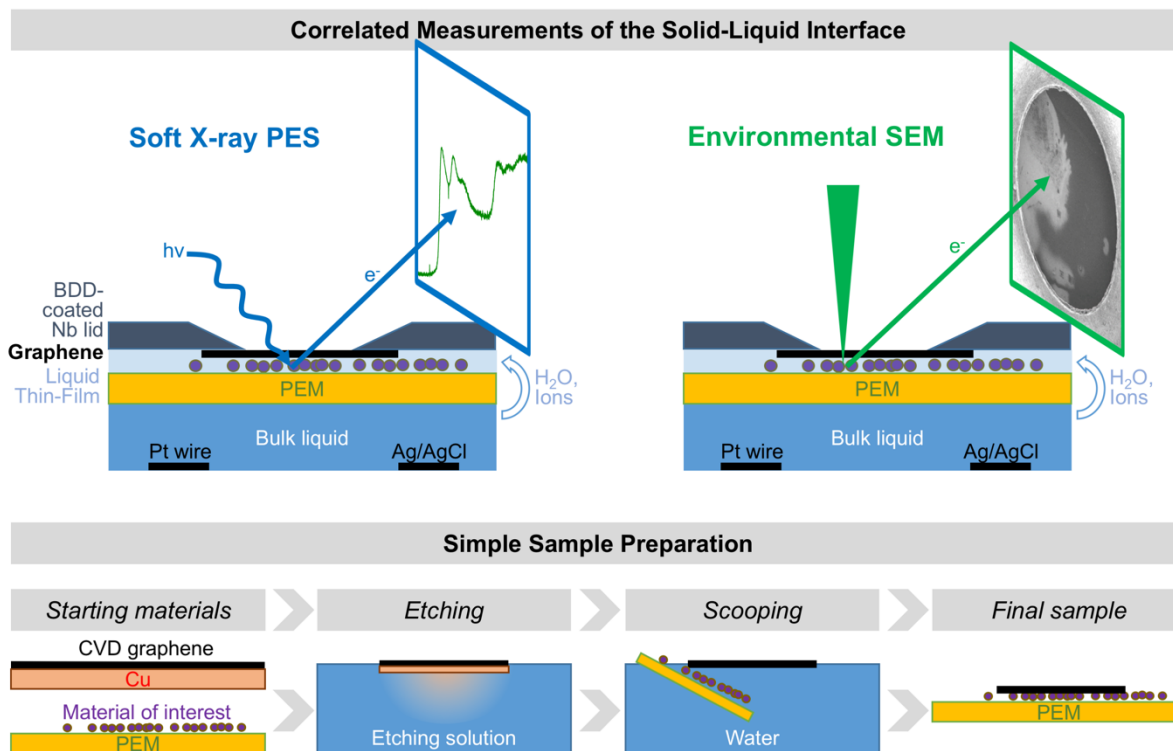 Correlated Measurements of the Solid-Liquid Interface
Soft X-ray PES
hν
e-
BDD-
coated
Nb lid
Graphene
Liquid
Thin-Film
PEM
H2O,
Ions
Bulk liquid
Pt wire
Ag/AgCl
Environmental SEM
e-
PEM
H2O,
Ions
Bulk liquid
Pt wire
Ag/AgCl
Simple Sample Preparation
Starting materials
Etching
Scooping
Final sample
CVD graphene
Cu
Material of interest
PEM
Etching solution
Water
PEM